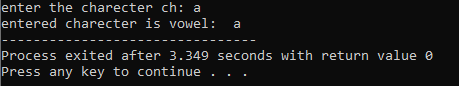 enter the charecter ch: a
entered charecter is vowel:  a
--------------------------------
Process exited after 3.349 seconds with return value 0
Press any key to continue . . .